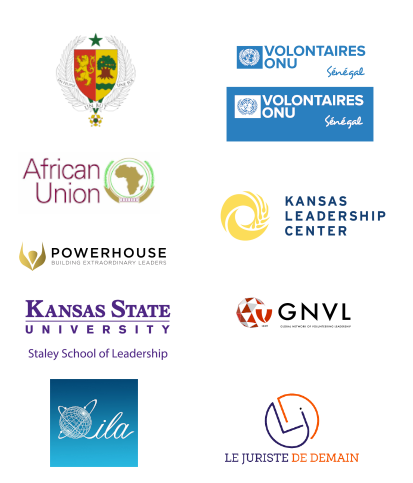 VOLONTAIRES
ONU
Sénégal
VOLONTAIRES
ONU
Sénégal
African
Union
KANSAS
LEADERSHIP
CENTER
POWERHOUSE
BUILDING EXTRAORDINARY LEADERS
KANSAS STATE
UNIVERSITY
Staley School of Leadership
GNVL
GLOBAL NETWORK OF VOLUNTEERING LEADERSHIP
ila
LE JURISTE DE DEMAIN